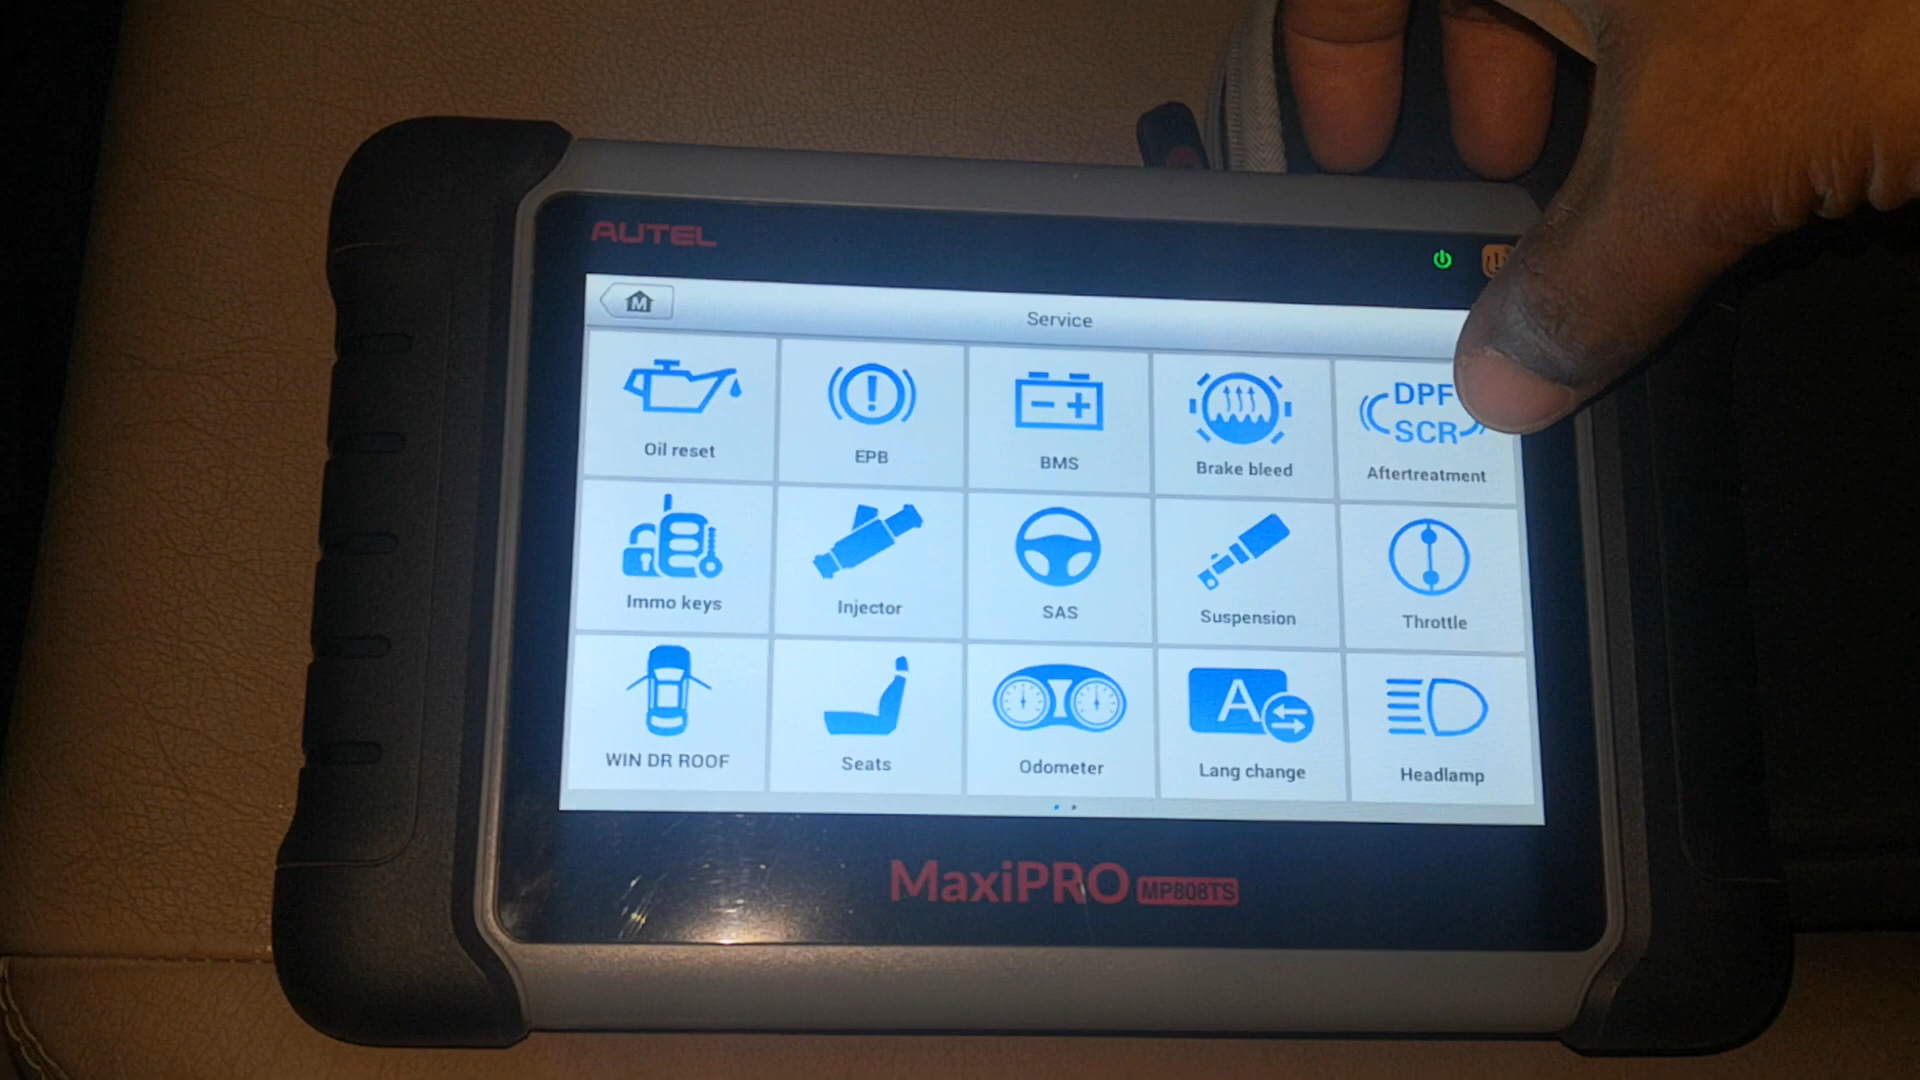 AUTEL
M
Service
Oil reset
EPB
BMS
Brake bleed
DPF
SCR
Aftertreatment
Immo keys
Injector
SAS
Suspension
Throttle
WIN DR ROOF
Seats
Odometer
A
Lang change
Headlamp
MaxiPRO MP808TS